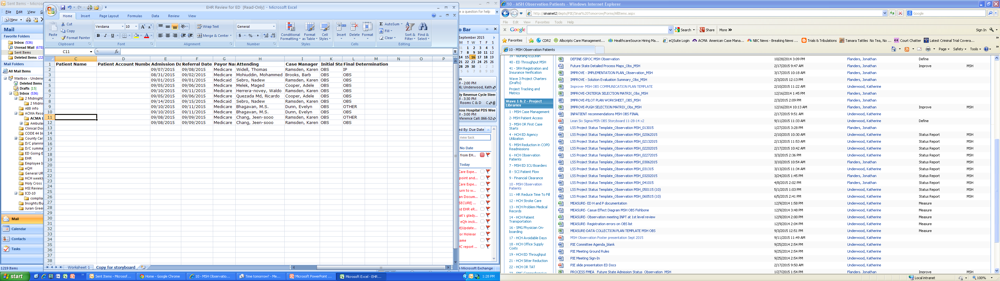 Sent Items - Microsoft
EHR Review for ED [Read-Only] - Microsoft Excel
File Edit View
New
Home Insert Page Layout Formulas Data Review View
a question for help
Paste
Cut
Copy
Format Painter
Clipboard
Verdana 10
B I U
Font
Wrap Text
Merge & Center
Alignment
General
$ % ,
Number
Conditional Formatting
Format as Table
Cell Styles
Styles
Insert Delete Format
Cells
AutoSum
Fill
Clear
Sort & Filter
Find & Select
Editing
C11
fx
Mail
Favorite Folders
Inbox (536)
Unread Mail (678)
Sent Items
Deleted Items
Mail Folders
All Mail Items
Mailbox - Underw
Deleted Items
Drafts [15]
Inbox (536)
2 Midnight
2 Midnig
A88 info
ACMA Reso
ACMA L
Ambular
Clinical Doc
CODE 44 In
County Car
D/C plannin
D/C summa
ED Going E
EHR
Employee Is
eQH
General UR
HCH weekly
Holy Cross
HSI Reviews
ICD-10
complia
Insights/Bu
Juran Green
Mail
Calendar
Contacts
Tasks
1219 Items
C D E F G H I J K L M N O P
1 Patient Name Patient Account Numbe Admission Da Referral Date Payor Nar Attending Case Manager Initial Sta Final Determination
2 09/07/2015 09/08/2015 Medicare Widell, Thomas Ramsden, Karen OBS IP
3 08/31/2015 09/02/2015 Medicare Mohiuddin, Mohammed Brooks, Barb OBS OBS
4 09/01/2015 09/01/2015 Medicaid Sebro, Nadew Ramsden, Karen OBS OBS
5 09/05/2015 09/06/2015 Medicare Melek, Maged Cooper, Adele OBS OBS
6 09/10/2015 09/11/2015 Medicare Herrera-novey, Waldo Ramsden, Karen OBS OBS
7 09/05/2015 09/06/2015 Medicare Quezada Md, Ricardo Cooper, Adele OBS OBS
8 09/14/2015 09/15/2015 Medicaid Sebro, Nadew Ramsden, Karen OBS OBS
9 09/10/2015 09/11/2015 Medicare Bhagavan, M.S. Dunn, Evelyn OBS OTHER
10 09/10/2015 09/11/2015 Medicare Bhagavan, M.S. Dunn, Evelyn OBS OBS
11 09/08/2015 09/09/2015 Medicare Chang, Jeen-sooo Ramsden, Karen OBS OTHER
12 09/08/2015 09/09/2015 Medicare Chang, Jeen-sooo Ramsden, Karen OBS OBS
13
14
15
16
17
18
19
20
21
22
23
24
25
26
27
28
29
30
31
32
33
34
35
36
37
38
Worksheet 1 Copy for storyboard
o Bar
September 2015
M T W T F S
1 2 3 4 5
7 8 9 10 11 12
14 15 16 17 18 19
21 22 23 24 25 26
28 29 30 1 2 3
5 6 7 8 9 10
in
M - 2:00 PM
36; Underwood, Kath
ly Revenue Cycle Steer
M - 3:30 PM
Rooms C & D
ross Hospital PDS Wee
M - 3:00 PM
nference Call: 866-52
ed By: Due Date
new task
No Date
from EH...
Today
Care Expe...
point and...
Care Expe...
urn to w...
an Docum...
[SECURE] ...
ed EHR eR...
hat's glady...
eQh incli...
ot]Update...
or Holevar
Same
HC report ...
n Microsoft Exchange
start
Sent Items - Microsof...
Home - Google Chrome
10 - MSH Observatio...
Time tomorrow? - Me...
Microsoft PowerPoint ...
Microsoft Excel - EHR...
1:28 PM
10 - MSH Observation Patients - Windows Internet Explorer
http://sinainet2/depts/PIE/Sinai%20Tomorrow/Forms/AllItems.aspx
Google
File Edit View Favorites Tools Help
x Google Search Share More » Sign In
Favorites CDR2 Allscripts Care Management... HealthcareSource Hiring Ma... eQSuite Login ACMA American Case Mana... NBC News - Breaking News ... Trials & Tribulations Tamara Tattles No Tea, No ... Court Chatter Latest Criminal Trial Covera...
10 - MSH Observation Patients
Page Safety Tools
39 - Nursing 65)Lean
40 - ED Throughput MSH
41 - SRH Registration and
Insurance Verification
Wave 3 Project Charters
(Drafts)
Project Tracking and
Metrics
Wave 1 & 2 - Project
Libraries
1 - MSH Case Management
2- MSH Patient Access
3 - MSH OR First Case
Starts
4 - HCH ED Agency
Utilization
5 - MSH Reduction in COPD
Readmissions
6 - HCH Observation
Patients
7 - MSH ED ICU Boarders
8 - SCI Patient Flow
9 - Financial Clearance
10 - MSH Observation
Patients
11 - HR Reduce Time To Fill
12 - HCH Stroke Care
13 - HCH Problem Medical
Records
14 - HCH Patient
Transportation
16 - SMG Physician On-
boarding
17 - HCH Avoidable Days
18 - HCH Office Supply
Costs
19 - HCH ED Throughput
21 - HCH Sitter Reduction
22 - HCH OR TAT
DEFINE-SIPOC MSH Observation 10/28/2014 3:09 PM Flanders, Jonathan Define
Future State Detailed Process Maps_Obs_MSH 2/17/2015 9:47 AM Flanders, Jonathan Improve MSH
IMPROVE - IMPLEMENTATION PLAN_Observation_MSH 3/17/2015 10:18 AM Flanders, Jonathan
IMPROVE - Solution Evaluation Summary_Obs_MSH 2/3/2015 12:13 PM Flanders, Jonathan
Improve- MSH OBS COMMUNICATION PLAN TEMPLATE 2/10/2015 11:22 AM Underwood, Katherine
IMPROVE-CRITERIA SELECTION MATRIX_Obs_MSH 12/16/2014 1:45 PM Flanders, Jonathan
IMPROVE-PILOT PLAN WORKSHEET_OBS_MSH 2/3/2015 2:09 PM Flanders, Jonathan
IMPROVE-PUGH SELECTION MATRIX_Obs_MSH 12/16/2014 10:13 AM Flanders, Jonathan Improve MSH
INPATIENT recommendations MSH OBS FINAL 2/17/2015 9:51 AM Underwood, Katherine
Lean Six Sigma MSh OBS Storyboard 11-28-14 x2 9/11/2015 11:33 AM Underwood, Katherine Define
LSS Project Status Template_Observation MSH_013015 1/27/2015 3:28 PM Flanders, Jonathan
LSS Project Status Template_Observation MSH_02062015 2/10/2015 10:30 AM Underwood, Katherine Status Report MSH
LSS Project Status Template_Observation MSH_02132015 2/13/2015 11:53 AM Underwood, Katherine Status Report MSH
LSS Project Status Template_Observation MSH_02202015 2/17/2015 10:42 AM Underwood, Katherine Status Report MSH
LSS Project Status Template_Observation MSH_02272015 3/3/2015 2:36 PM Underwood, Katherine Status Report MSH
LSS Project Status Template_Observation MSH_03062015 3/10/2015 10:54 AM Flanders, Jonathan Status Report MSH
LSS Project Status Template_Observation MSH_031315 3/13/2015 11:34 AM Underwood, Katherine Status Report MSH
LSS Project Status Template_Observation MSH_03202015 3/24/2015 1:45 PM Flanders, Jonathan Status Report MSH
LSS Project Status Template_Observation MSH_041015 4/8/2015 2:02 PM Flanders, Jonathan Status Report MSH
LSS Project Status Template_Observation MSH_050115 (10) 5/1/2015 1:03 PM Underwood, Katherine Status Report MSH
LSS Project Status Template_Observation MSH_060515 (10) 6/5/2015 2:41 PM Underwood, Katherine Status Report MSH
MEASURE- ED H and P documentation 12/9/2014 1:58 PM Underwood, Katherine Measure
MEASURE- Casue Effect Diagram MSH OBS Fishbone 12/9/2014 3:48 PM Underwood, Katherine Measure
MEASURE- Observation meeting INPT at 1st level review 12/9/2014 2:00 PM Underwood, Katherine Measure
MEASURE- Registration errors on OBS list 12/9/2014 2:04 PM Underwood, Katherine Measure
MEASURE-DATA COLLECTION PLAN TEMPLATE MSH OBS 9/3/2015 12:51 PM Underwood, Katherine Measure
MSH Observation Poster presentation Sept 2015 9/11/2015 11:49 AM Underwood, Katherine
PIE Committee Agenda_blank 9/25/2014 2:54 PM Underwood, Katherine
PIE Meeting Ground Rules 9/25/2014 2:54 PM Underwood, Katherine
PIE Meeting Sign-In 9/25/2014 2:54 PM Underwood, Katherine
PIE slide presentation ED Docs 2/17/2015 9:50 AM Underwood, Katherine
PROCESS FMEA_ Future State Admission Status_Observation_MSH 1/27/2015 1:54 PM Flanders, Jonathan Improve MSH
Local intranet 100%